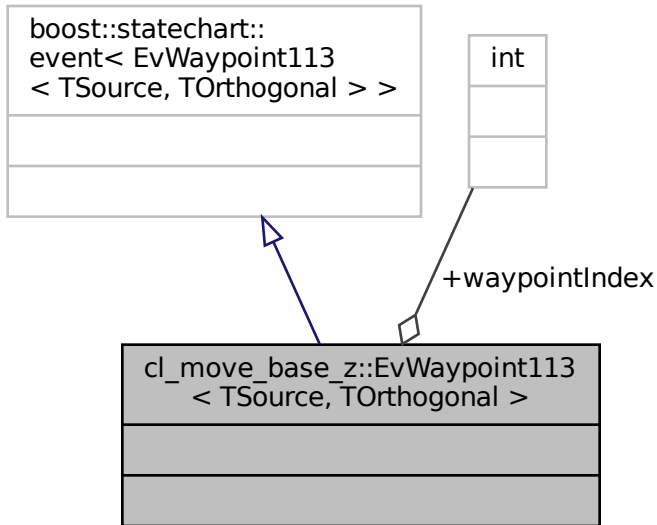 boost::statechart::
event< EvWaypoint113
< TSource, TOrthogonal > >
int
+waypointIndex
cl_move_base_z::EvWaypoint113
< TSource, TOrthogonal >